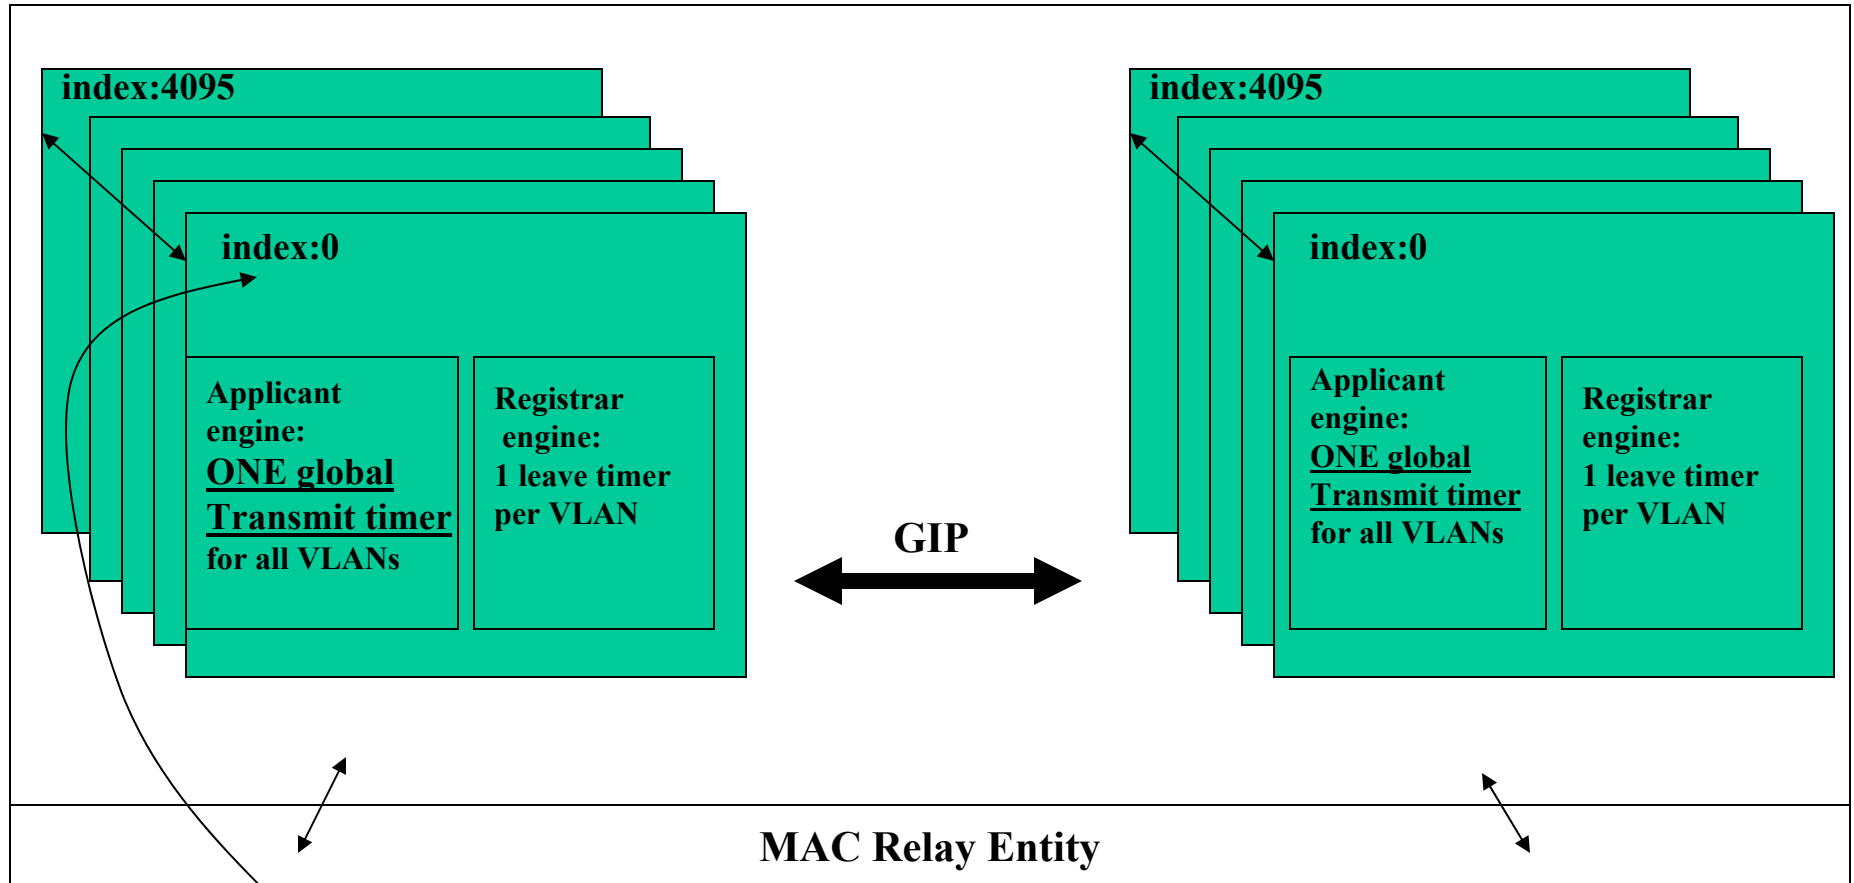 index:4095
index:0
Applicant
engine:
ONE global
Transmit timer
for all VLANs
Registrar
engine:
1 leave timer
per VLAN
GIP
index:4095
index:0
Applicant
engine:
ONE global
Transmit timer
for all VLANs
Registrar
engine:
1 leave timer
per VLAN
MAC Relay Entity